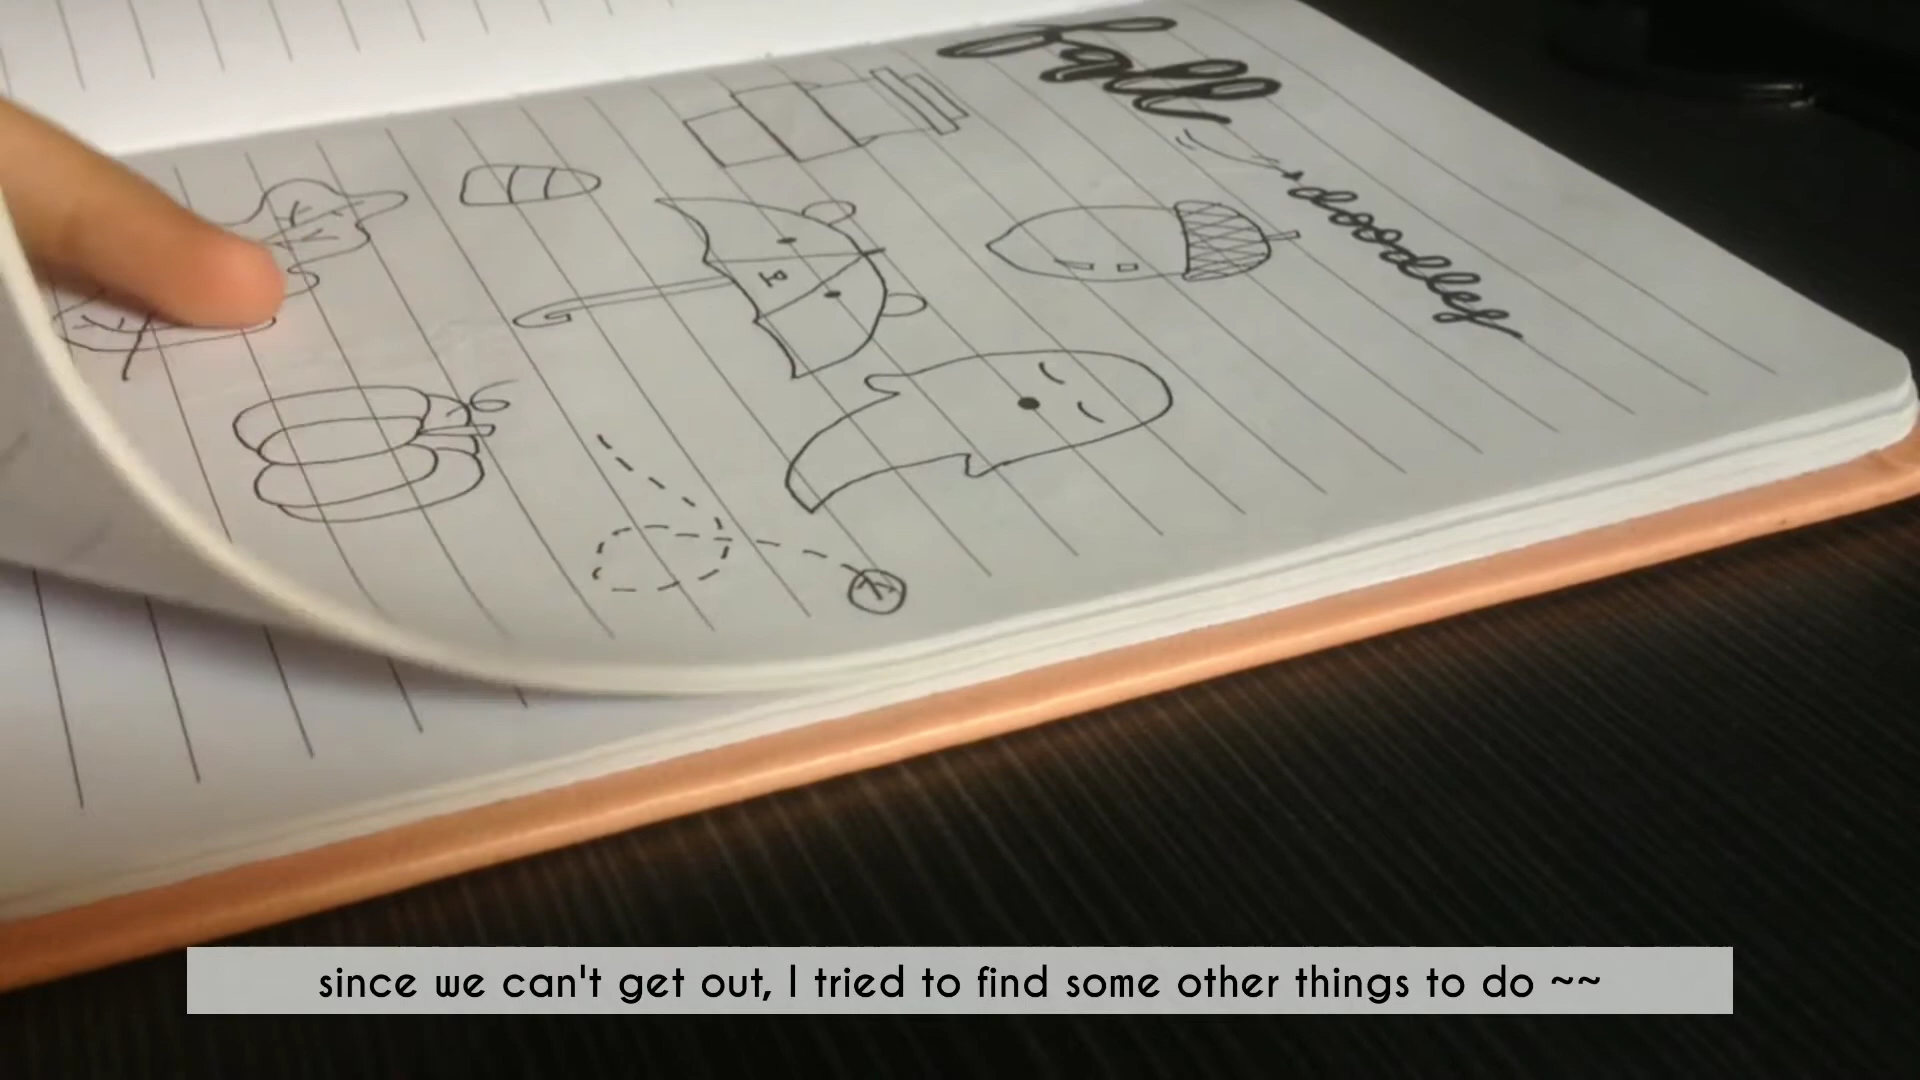 fall
doodles
since we can't get out, I tried to find some other things to do ~~